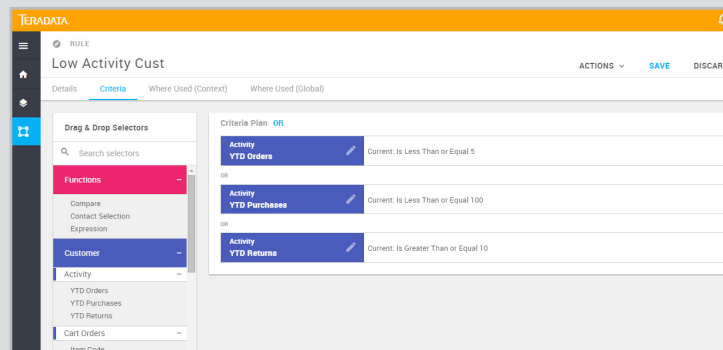 TERADATA.
RULE
Low Activity Cust
ACTIONS
SAVE
DISCAR
Details
Criteria
Where Used (Context)
Where Used (Global)
Drag & Drop Selectors
Search selectors
Functions
Compare
Contact Selection
Expression
Customer
Activity
YTD Orders
YTD Purchases
YTD Returns
Cart Orders
Item Code
Criteria Plan OR
Activity
YTD Orders
Current: Is Less Than or Equal 5
OR
Activity
YTD Purchases
Current: Is Less Than or Equal 100
OR
Activity
YTD Returns
Current: Is Greater Than or Equal 10